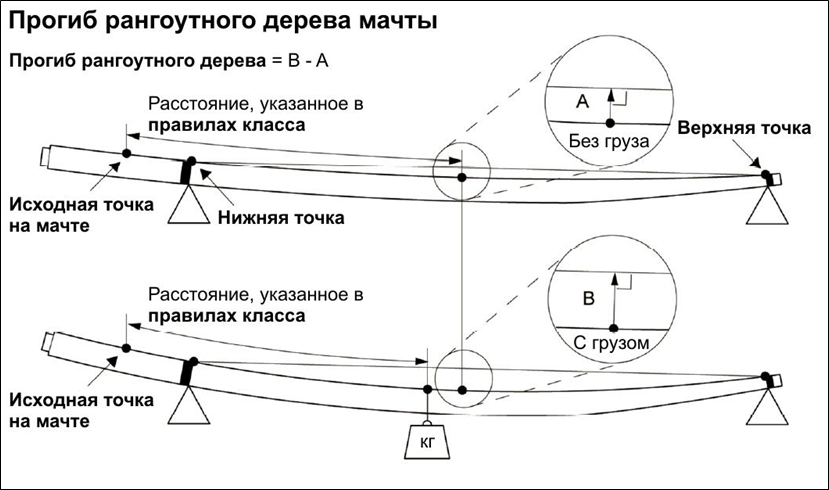 Прогиб рангоутного дерева мачты
Прогиб рангоутного дерева = B - A
Расстояние, указанное в
правилах класса
A
Без груза
Верхняя точка
Исходная точка
на мачте
Нижняя точка
Расстояние, указанное в
правилах класса
B
С грузом
Исходная точка
на мачте
кг